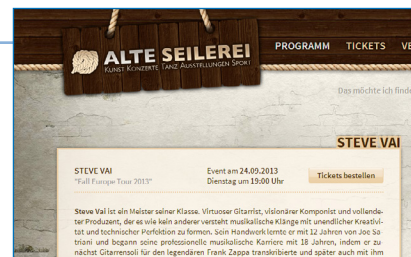 ALTE SEILEREI
KUNST KONZERTE TANZ AUSSTELLUNGEN SPORT
PROGRAMM TICKETS
Das möchte ich
STEVE VAI
STEVE VAI
"Fall Europe Tour 2013"
Event am 24.09.2013
Dienstag um 19:00 Uhr
Tickets bestellen
Steve Vai ist ein Meister seiner Klasse. Virtuoser Gitarrist, visionärer Komponist und vollende-
ter Produzent, der es wie kein anderer versteht musikalische Klänge mit unendlicher Kreativi-
tät und technischer Perfektion zu formen. Sein Handwerk lernte er mit 12 Jahren von Joe Sa
triani und begann seine professionelle musikalische Karriere mit 18 Jahren, indem er zu
nächst Gitarrensoli für den legendären Frank Zappa transkribierte und später auch mit ihm